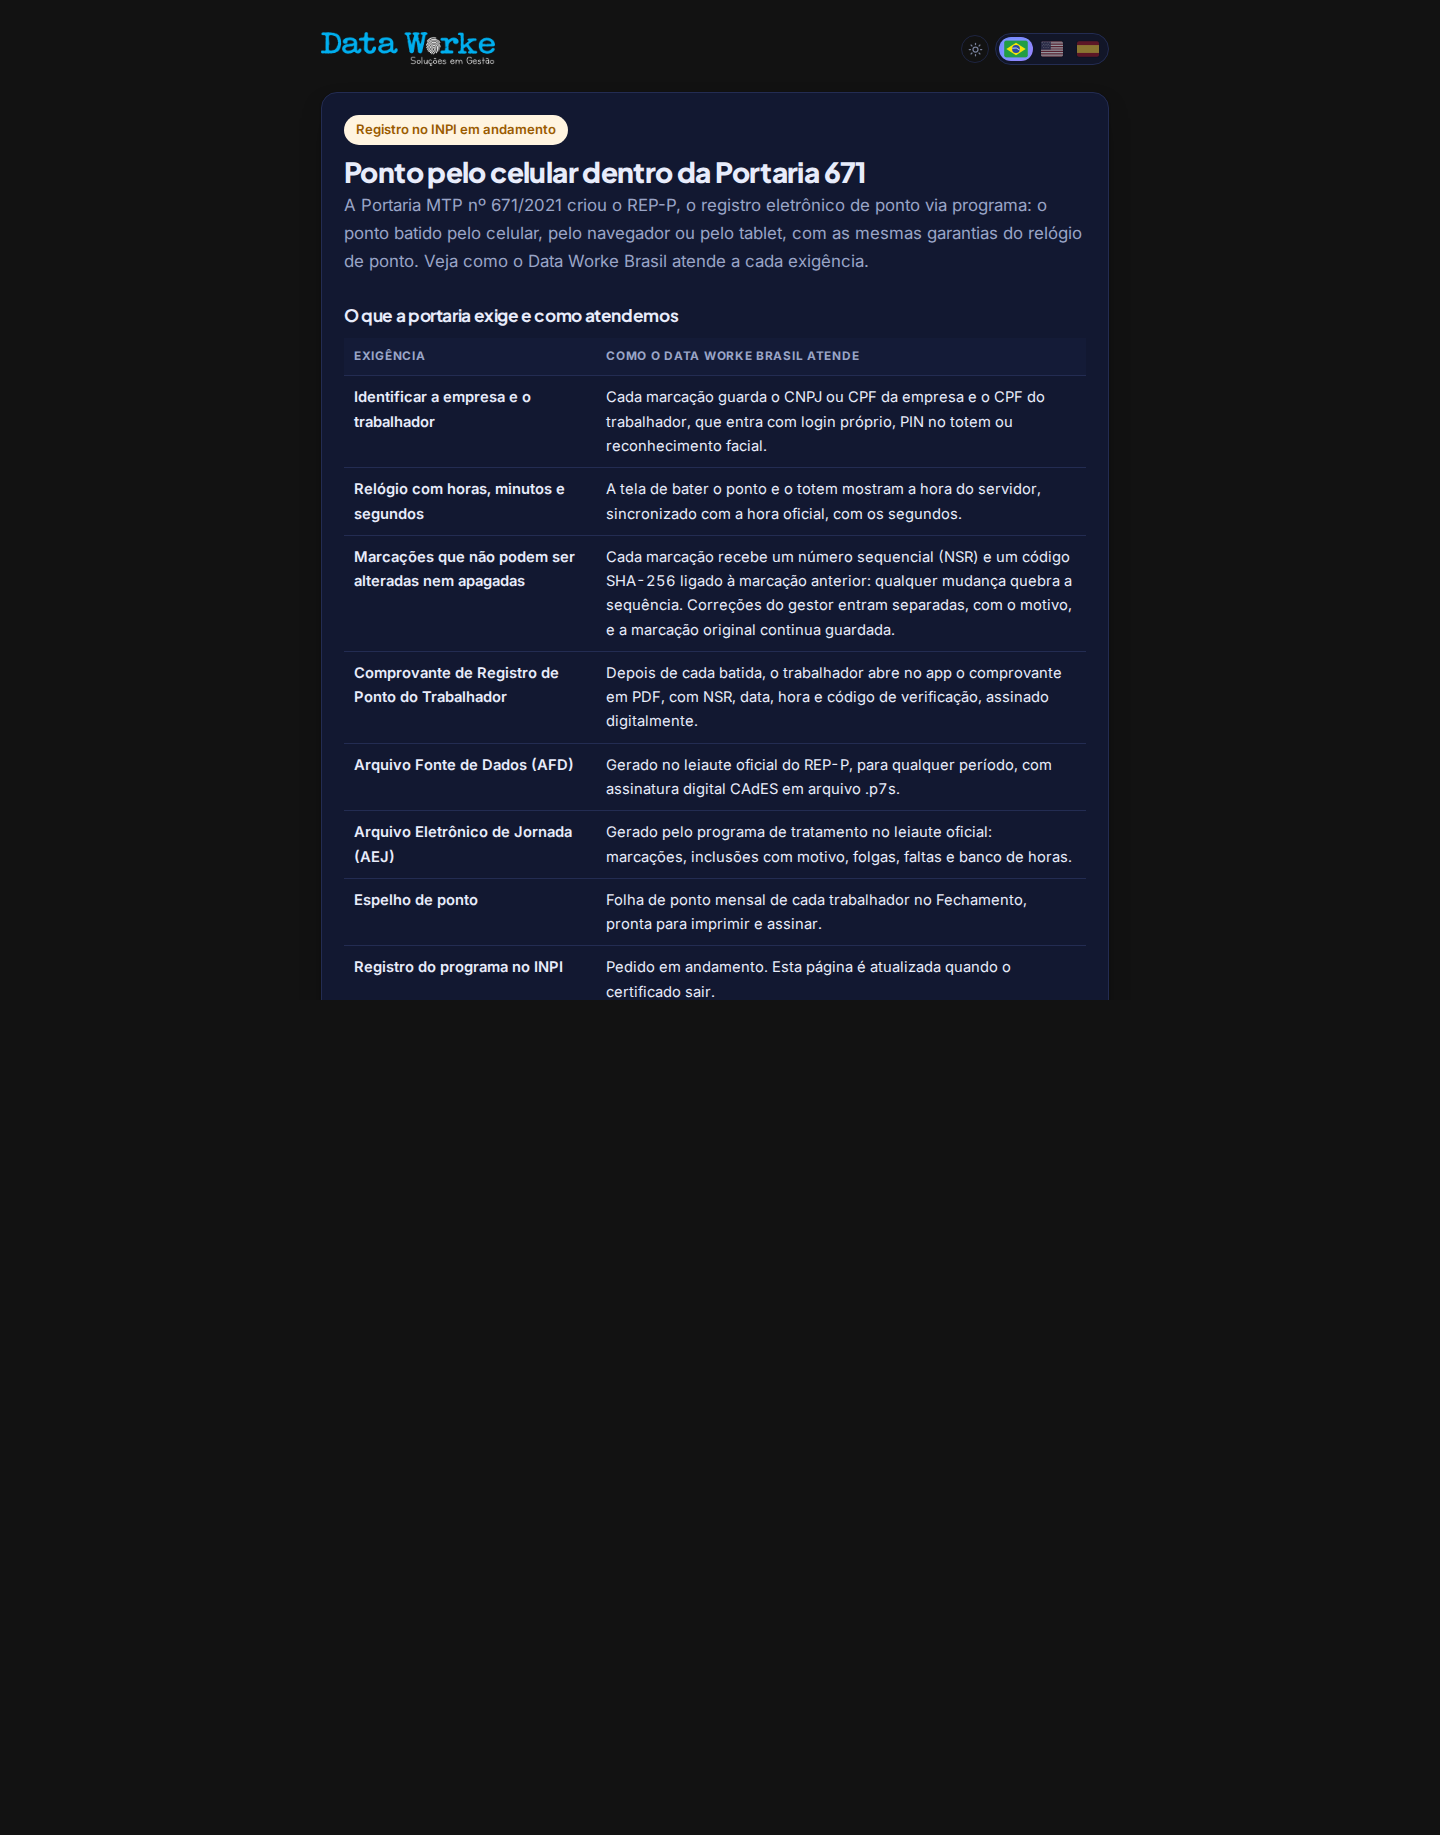 Data Worke
Soluções em Gestão
Registro no INPI em andamento
Ponto pelo celular dentro da Portaria 671
A Portaria MTP nº 671/2021 criou o REP-P, o registro eletrônico de ponto via programa: o
ponto batido pelo celular, pelo navegador ou pelo tablet, com as mesmas garantias do relógio
de ponto. Veja como o Data Worke Brasil atende a cada exigência.
O que a portaria exige e como atendemos
EXIGÊNCIA
COMO O DATA WORKE BRASIL ATENDE
Identificar a empresa e o
trabalhador
Cada marcação guarda o CNPJ ou CPF da empresa e o CPF do
trabalhador, que entra com login próprio, PIN no totem ou
reconhecimento facial.
Relógio com horas, minutos e
segundos
A tela de bater o ponto e o totem mostram a hora do servidor,
sincronizado com a hora oficial, com os segundos.
Marcações que não podem ser
alteradas nem apagadas
Cada marcação recebe um número sequencial (NSR) e um código
SHA-256 ligado à marcação anterior: qualquer mudança quebra a
sequência. Correções do gestor entram separadas, com o motivo,
e a marcação original continua guardada.
Comprovante de Registro de
Ponto do Trabalhador
Depois de cada batida, o trabalhador abre no app o comprovante
em PDF, com NSR, data, hora e código de verificação, assinado
digitalmente.
Arquivo Fonte de Dados (AFD)
Gerado no leiaute oficial do REP-P, para qualquer período, com
assinatura digital CAdES em arquivo .p7s.
Arquivo Eletrônico de Jornada
(AEJ)
Gerado pelo programa de tratamento no leiaute oficial:
marcações, inclusões com motivo, folgas, faltas e banco de horas.
Espelho de ponto
Folha de ponto mensal de cada trabalhador no Fechamento,
pronta para imprimir e assinar.
Registro do programa no INPI
Pedido em andamento. Esta página é atualizada quando o
certificado sair.